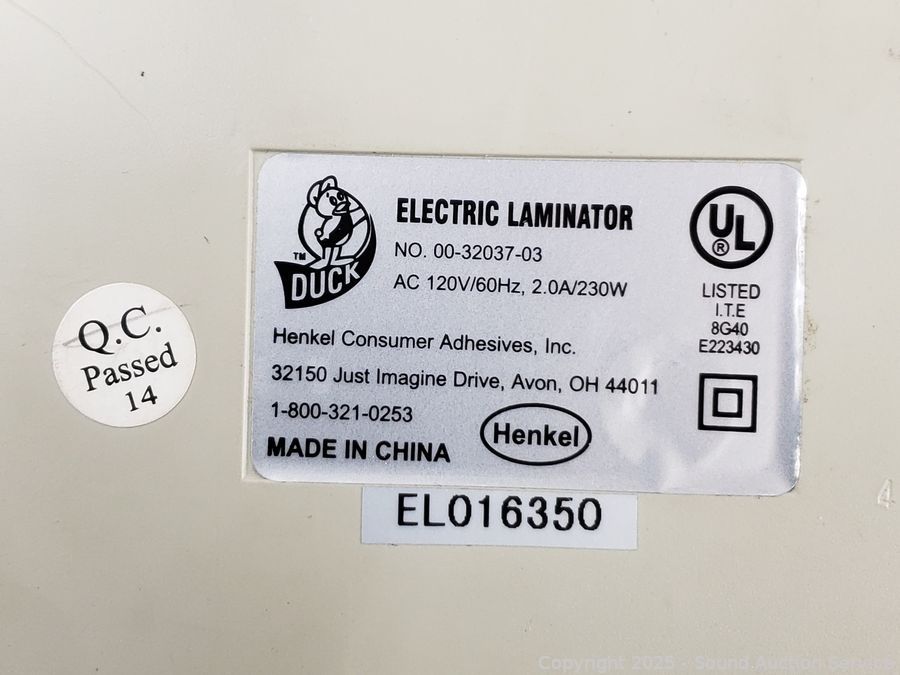 ELECTRIC LAMINATOR
NO. 00-32037-03
AC 120V/60Hz, 2.0A/230W
TM
DUCK
UL
®
LISTED
I.T.E
8G40
E223430
Henkel Consumer Adhesives, Inc.
32150 Just Imagine Drive, Avon, OH 44011
1-800-321-0253
MADE IN CHINA
Henkel
Q.C.
Passed
14
EL016350
4
Copyright 2025 - Sound Auction Service